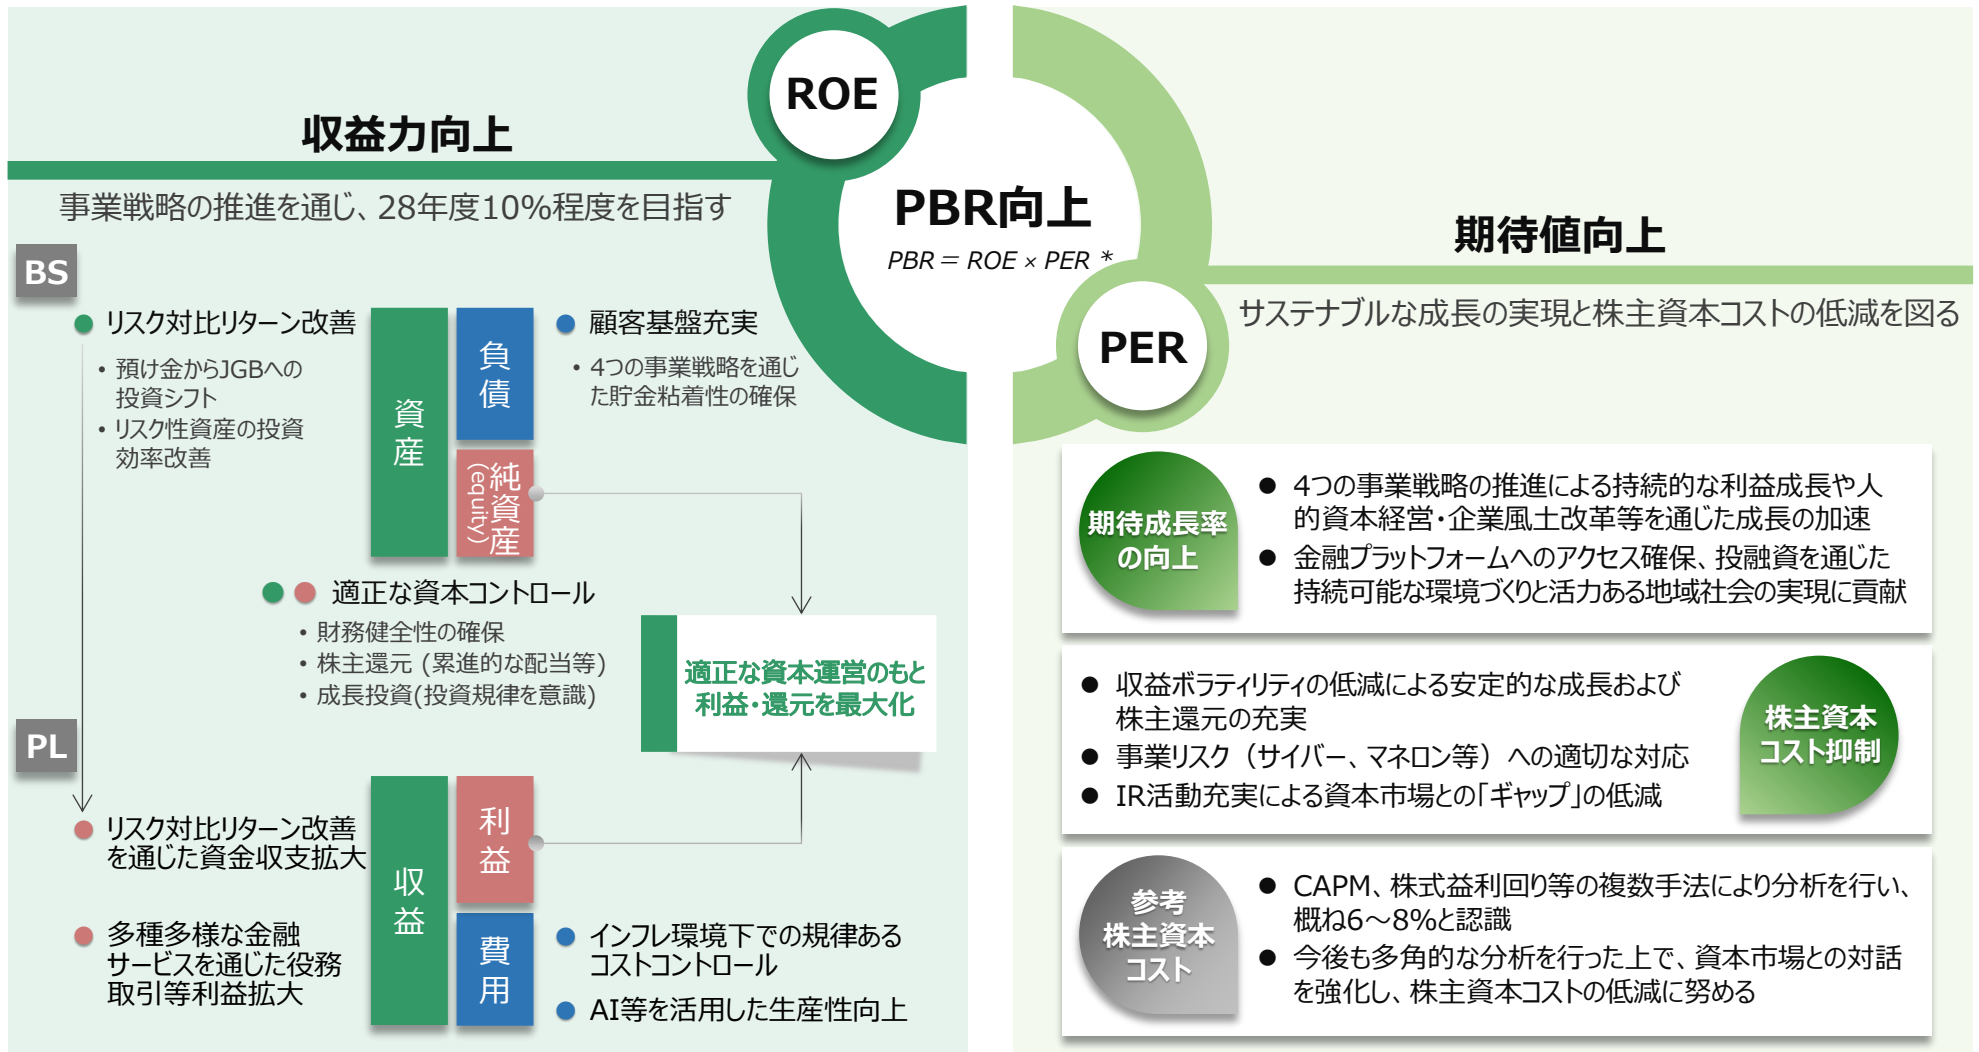 ROE
収益力向上
事業戦略の推進を通じ、28年度10%程度を目指す
PBR向上
PBR＝ROE × PER *
BS
● リスク対比リターン改善
• 預け金からJGBへの
投資シフト
• リスク性資産の投資
効率改善
資産
負債
純資産
(equity)
● 顧客基盤充実
• 4つの事業戦略を通じ
た貯金粘着性の確保
● ● 適正な資本コントロール
• 財務健全性の確保
• 株主還元 (累進的な配当等)
• 成長投資(投資規律を意識)
適正な資本運営のもと
利益・還元を最大化
PL
● リスク対比リターン改善
を通じた資金収支拡大
● 多種多様な金融
サービスを通じた役務
取引等利益拡大
収益
利益
費用
● インフレ環境下での規律ある
コストコントロール
● AI等を活用した生産性向上
期待値向上
PER
サステナブルな成長の実現と株主資本コストの低減を図る
期待成長率
の向上
● 4つの事業戦略の推進による持続的な利益成長や人
的資本経営・企業風土改革等を通じた成長の加速
● 金融プラットフォームへのアクセス確保、投融資を通じた
持続可能な環境づくりと活力ある地域社会の実現に貢献
● 収益ボラティリティの低減による安定的な成長および
株主還元の充実
● 事業リスク（サイバー、マネロン等）への適切な対応
● IR活動充実による資本市場との「ギャップ」の低減
株主資本
コスト抑制
参考
株主資本
コスト
● CAPM、株式益利回り等の複数手法により分析を行い、
概ね6～8%と認識
● 今後も多角的な分析を行った上で、資本市場との対話
を強化し、株主資本コストの低減に努める